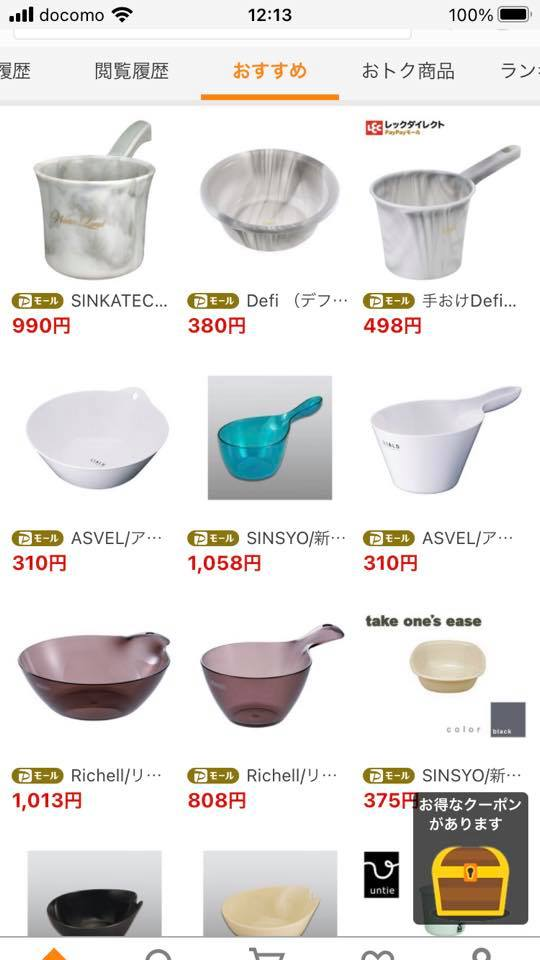 docomo 12:13 100%
履歴 閲覧履歴 おすすめ おトク商品 ラン
LEC レックダイレクト
PayPayモール
モール SINKATEC... モール Defi （デフ… モール 手おけDefi...
990円 380円 498円
LIALO LIALO
モール ASVEL/ア… モール SINSYO/新… モール ASVEL/ア…
310円 1,058円 310円
take one's ease
color black
モール Richell/リ… モール Richell/リ… モール SINSYO/新…
1,013円 808円 375円
お得なクーポン
があります
untie